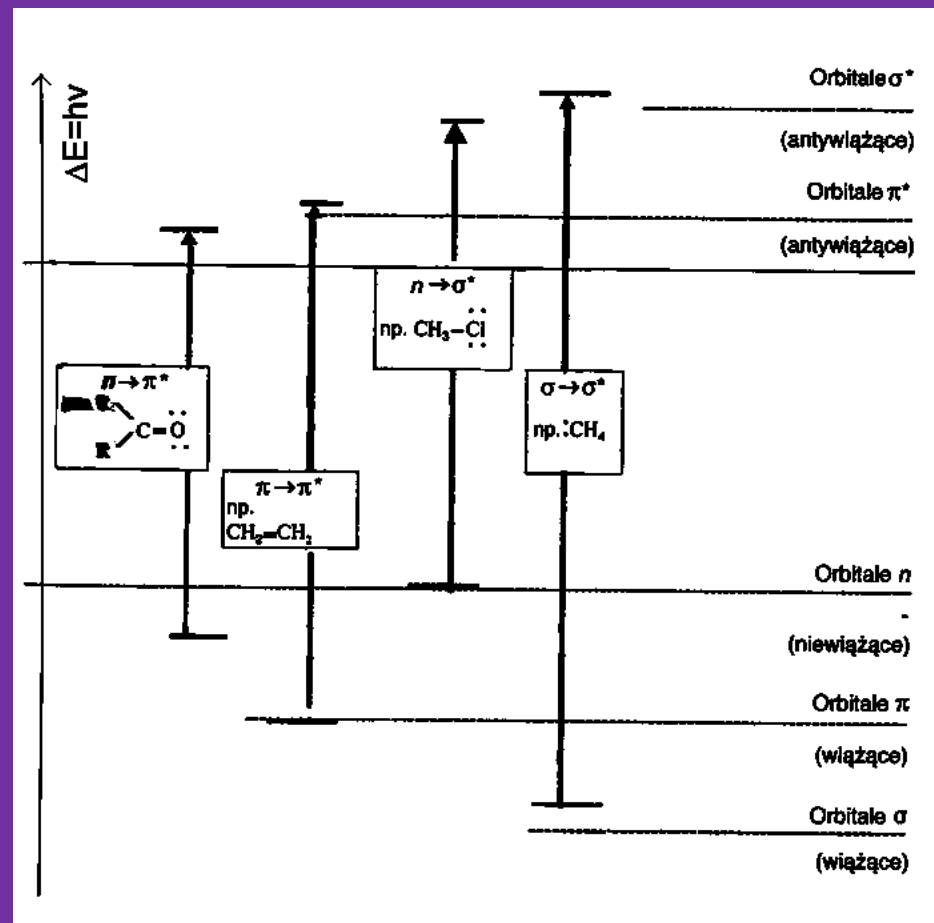 ΔE=hν
Orbitale σ*
(antywiążące)
Orbitale π*
(antywiążące)
n→σ*
np. CH₃–Cl
n→π*
R
C=O
R
σ→σ*
np. CH₄
π→π*
np.
CH₂=CH₂
Orbitale n
(niewiążące)
Orbitale π
(wiążące)
Orbitale σ
(wiążące)